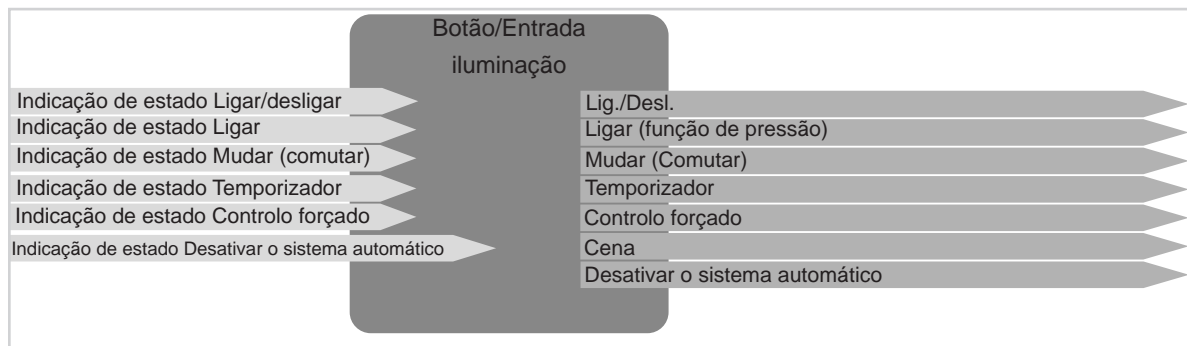 Botão/Entrada
iluminação
Indicação de estado Ligar/desligar
Indicação de estado Ligar
Indicação de estado Mudar (comutar)
Indicação de estado Temporizador
Indicação de estado Controlo forçado
Indicação de estado Desativar o sistema automático
Lig./Desl.
Ligar (função de pressão)
Mudar (Comutar)
Temporizador
Controlo forçado
Cena
Desativar o sistema automático